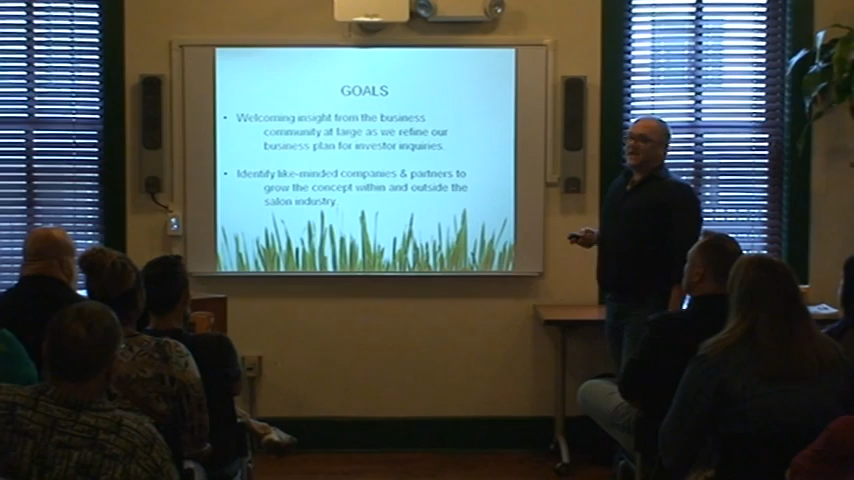 GOALS
• Welcoming insight from the business
community at large as we refine our
business plan for investor inquiries.
• Identify like-minded companies & partners to
grow the concept within and outside the
salon industry.